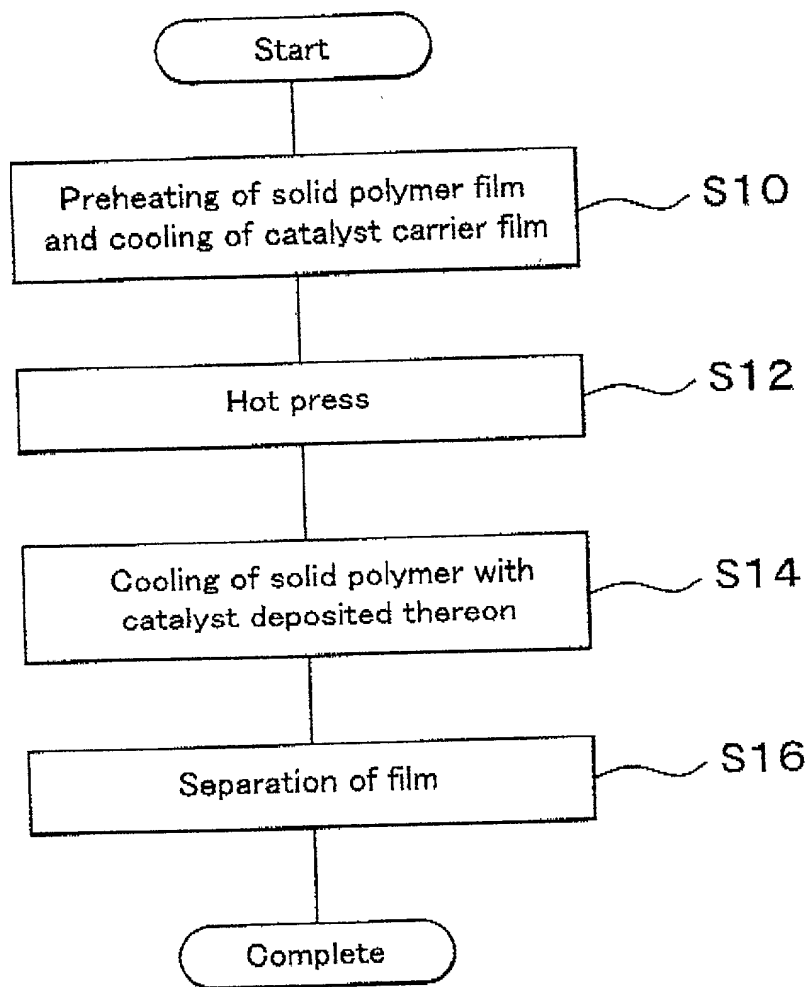 Start
Preheating of solid polymer film
and cooling of catalyst carrier film
S10
Hot press
S12
Cooling of solid polymer with
catalyst deposited thereon
S14
Separation of film
S16
Complete